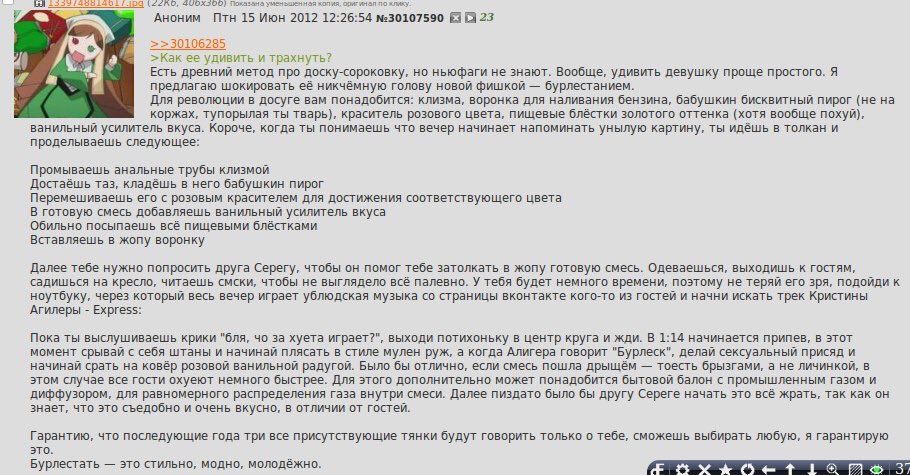 1339748814617.jpg (22Кб, 406x366) Показана уменьшенная копия, оригинал по клику.
Аноним Птн 15 Июн 2012 12:26:54 №30107590 23
>>30106285
>Как ее удивить и трахнуть?
Есть древний метод про доску-сороковку, но ньюфаги не знают. Вообще, удивить девушку проще простого. Я
предлагаю шокировать её никчёмную голову новой фишкой — бурлестанием.
Для революции в досуге вам понадобится: клизма, воронка для наливания бензина, бабушкин бисквитный пирог (не на
коржах, тупорылая ты тварь), краситель розового цвета, пищевые блёстки золотого оттенка (хотя вообще похуй),
ванильный усилитель вкуса. Короче, когда ты понимаешь что вечер начинает напоминать унылую картину, ты идёшь в толкан и
проделываешь следующее:
Промываешь анальные трубы клизмой
Достаёшь таз, кладёшь в него бабушкин пирог
Перемешиваешь его с розовым красителем для достижения соответствующего цвета
В готовую смесь добавляешь ванильный усилитель вкуса
Обильно посыпаешь всё пищевыми блёстками
Вставляешь в жопу воронку
Далее тебе нужно попросить друга Серегу, чтобы он помог тебе затолкать в жопу готовую смесь. Одеваешься, выходишь к гостям,
садишься на кресло, читаешь смски, чтобы не выглядело всё палевно. У тебя будет немного времени, поэтому не теряй его зря, подойди к
ноутбуку, через который весь вечер играет ублюдская музыка со страницы вконтакте кого-то из гостей и начни искать трек Кристины
Агилеры - Express:
Пока ты выслушиваешь крики "бля, чо за хуета играет?", выходи потихоньку в центр круга и жди. В 1:14 начинается припев, в этот
момент срывай с себя штаны и начинай плясать в стиле мулен руж, а когда Алигера говорит "Бурлеск", делай сексуальный присяд и
начинай срать на ковёр розовой ванильной радугой. Было бы отлично, если смесь пошла дрыщём — тоесть брызгами, а не личинкой, в
этом случае все гости охуеют немного быстрее. Для этого дополнительно может понадобится бытовой балон с промышленным газом и
диффузором, для равномерного распределения газа внутри смеси. Далее пиздато было бы другу Сереге начать это всё жрать, так как он
знает, что это съедобно и очень вкусно, в отличии от гостей.
Гарантию, что последующие года три все присутствующие тянки будут говорить только о тебе, сможешь выбирать любую, я гарантирую
это.
Бурлестать — это стильно, модно, молодёжно.
37